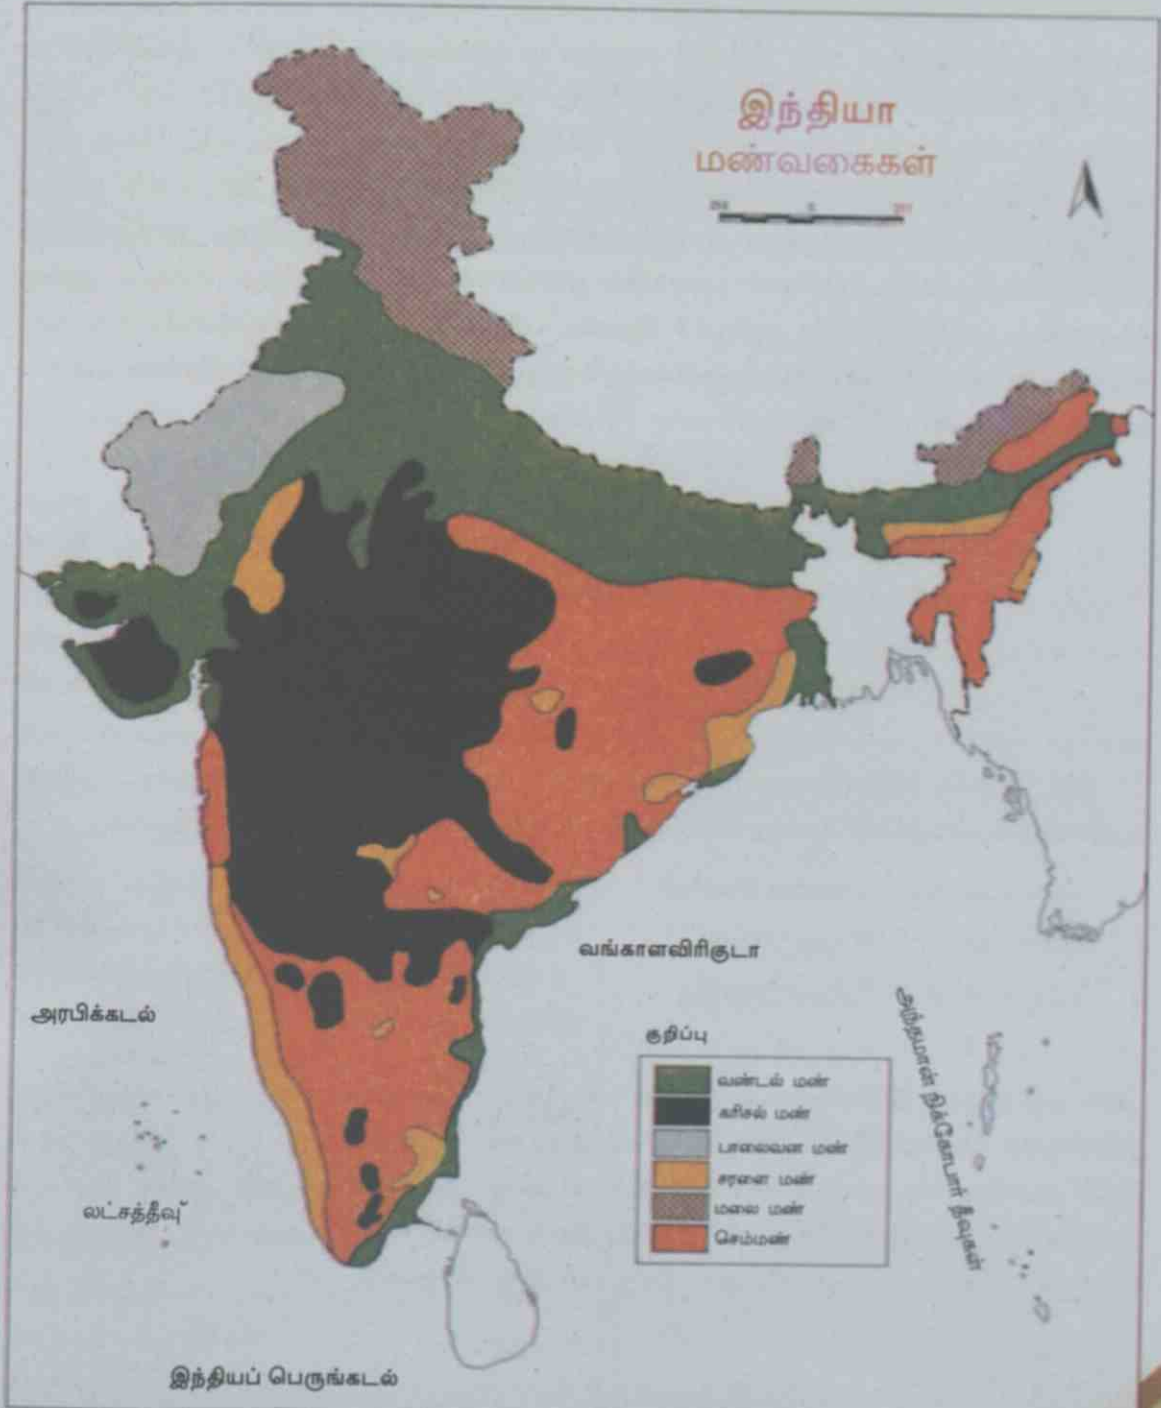 இந்தியா
மண்வகைகள்
0
வங்காளவிரிகுடா
அரபிக்கடல்
குறிப்பு
வண்டல் மண்
கரிசல் மண்
பாலைவன மண்
சரளை மண்
மலை மண்
செம்மண்
அந்தமான் நிக்கோபார் தீவுகள்
லட்சத்தீவு
இந்தியப் பெருங்கடல்